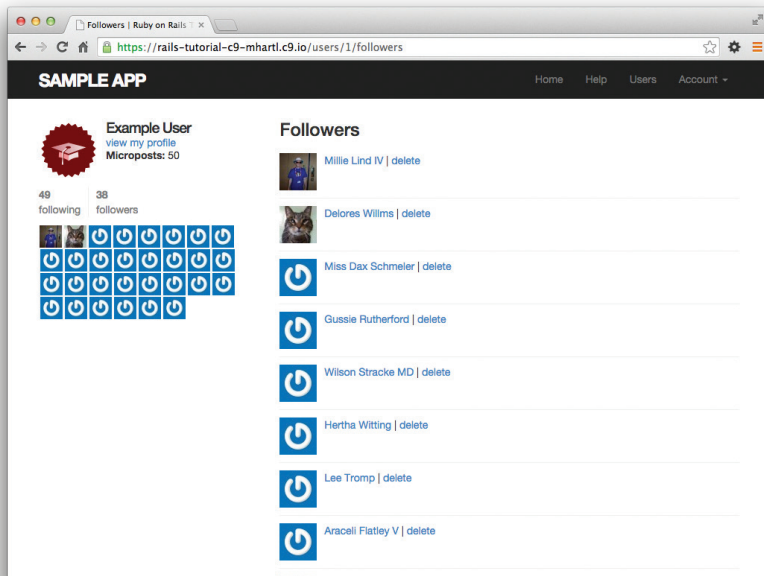 Followers | Ruby on Rails T
https://rails-tutorial-c9-mhartl.c9.io/users/1/followers
SAMPLE APP
Home Help Users Account
Example User
view my profile
Microposts: 50
49 following
38 followers
Followers
Millie Lind IV | delete
Delores Willms | delete
Miss Dax Schmeler | delete
Gussie Rutherford | delete
Wilson Stracke MD | delete
Hertha Witting | delete
Lee Tromp | delete
Araceli Flatley V | delete